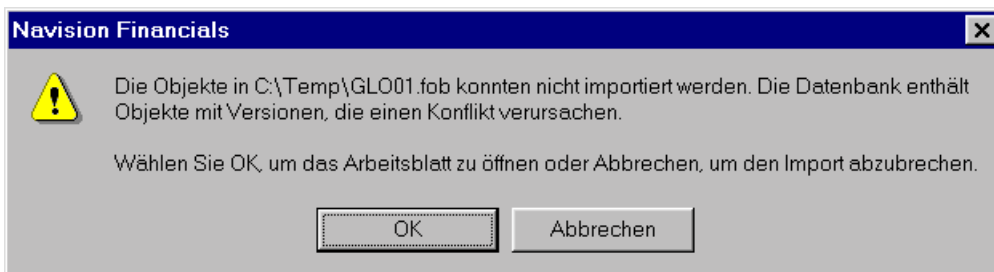 Navision Financials
Die Objekte in C:\Temp\GLO01.fob konnten nicht importiert werden. Die Datenbank enthält
Objekte mit Versionen, die einen Konflikt verursachen.
Wählen Sie OK, um das Arbeitsblatt zu öffnen oder Abbrechen, um den Import abzubrechen.
OK
Abbrechen